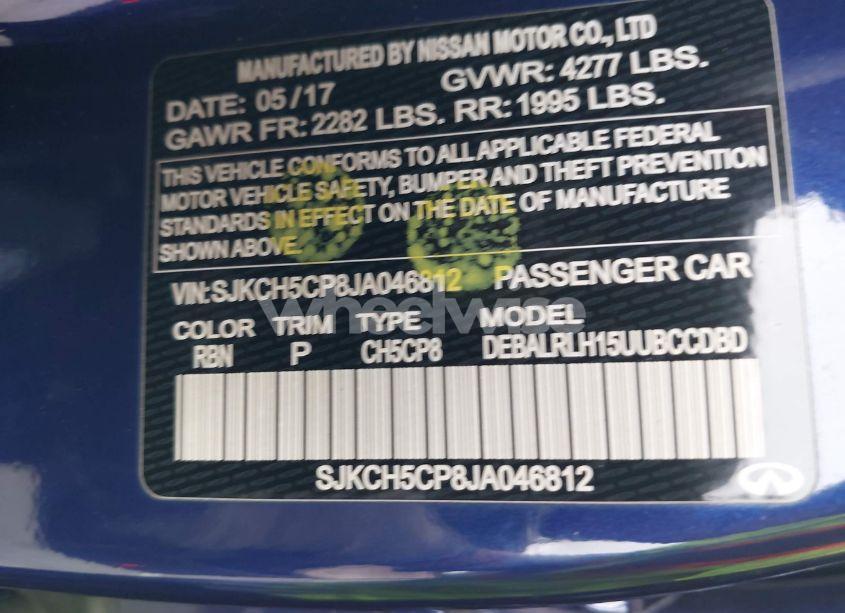 MANUFACTURED BY NISSAN MOTOR CO., LTD
DATE: 05/17 GVWR: 4277 LBS.
GAWR FR: 2282 LBS. RR: 1995 LBS.
THIS VEHICLE CONFORMS TO ALL APPLICABLE FEDERAL
MOTOR VEHICLE SAFETY, BUMPER AND THEFT PREVENTION
STANDARDS IN EFFECT ON THE DATE OF MANUFACTURE
SHOWN ABOVE.
VIN:SJKCH5CP8JA046812 PASSENGER CAR
Wheelwise
COLOR TRIM TYPE MODEL
RBN P CH5CP8 DEBALRLH15UUBCCDBD
SJKCH5CP8JA046812